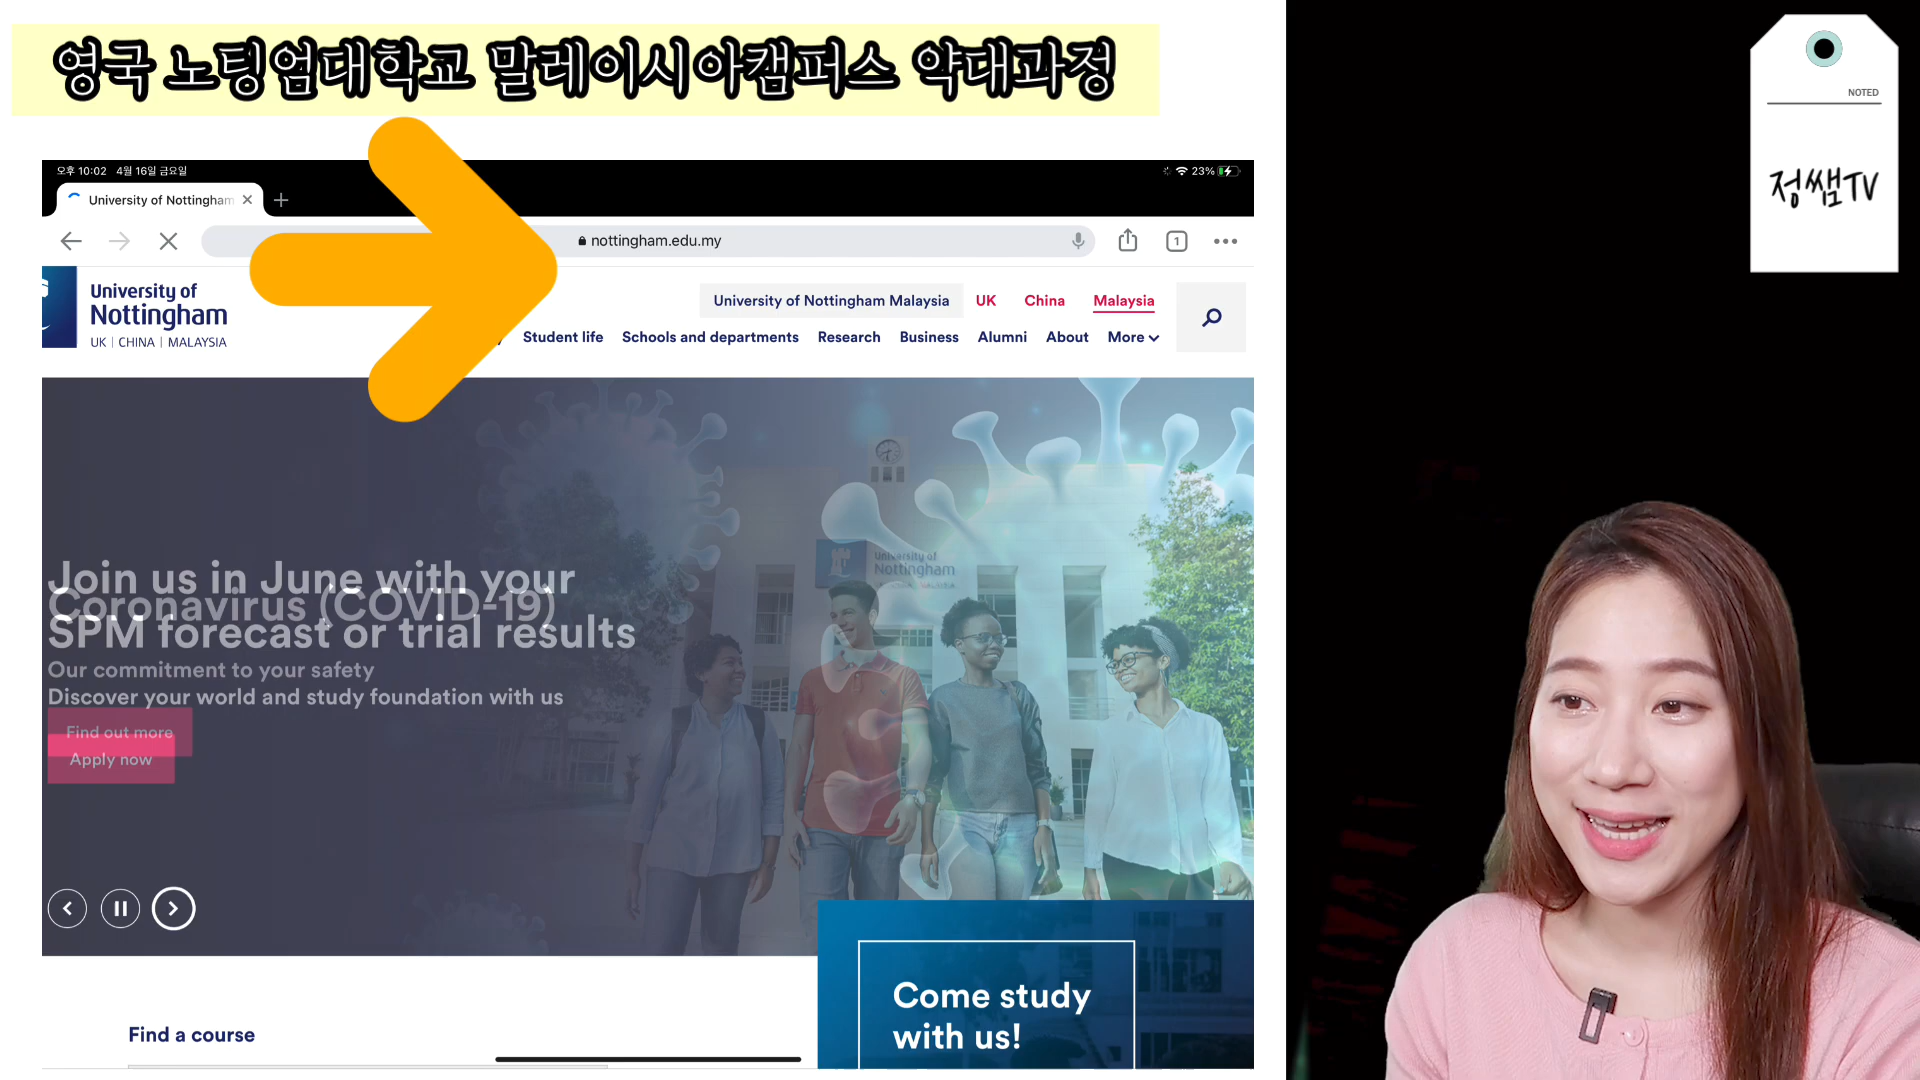 영국 노팅엄대학교 말레이시아캠퍼스 약대과정
NOTED
정쌤TV
오후 10:02 4월 16일 금요일
23%
University of Nottingham
nottingham.edu.my
1
University of
Nottingham
UK | CHINA | MALAYSIA
University of Nottingham Malaysia
UK
China
Malaysia
Student life
Schools and departments
Research
Business
Alumni
About
More
University of
Nottingham
Join us in June with your
SPM forecast or trial results
Coronavirus (COVID-19)
Our commitment to your safety
Discover your world and study foundation with us
Find out more
Apply now
Come study
with us!
Find a course